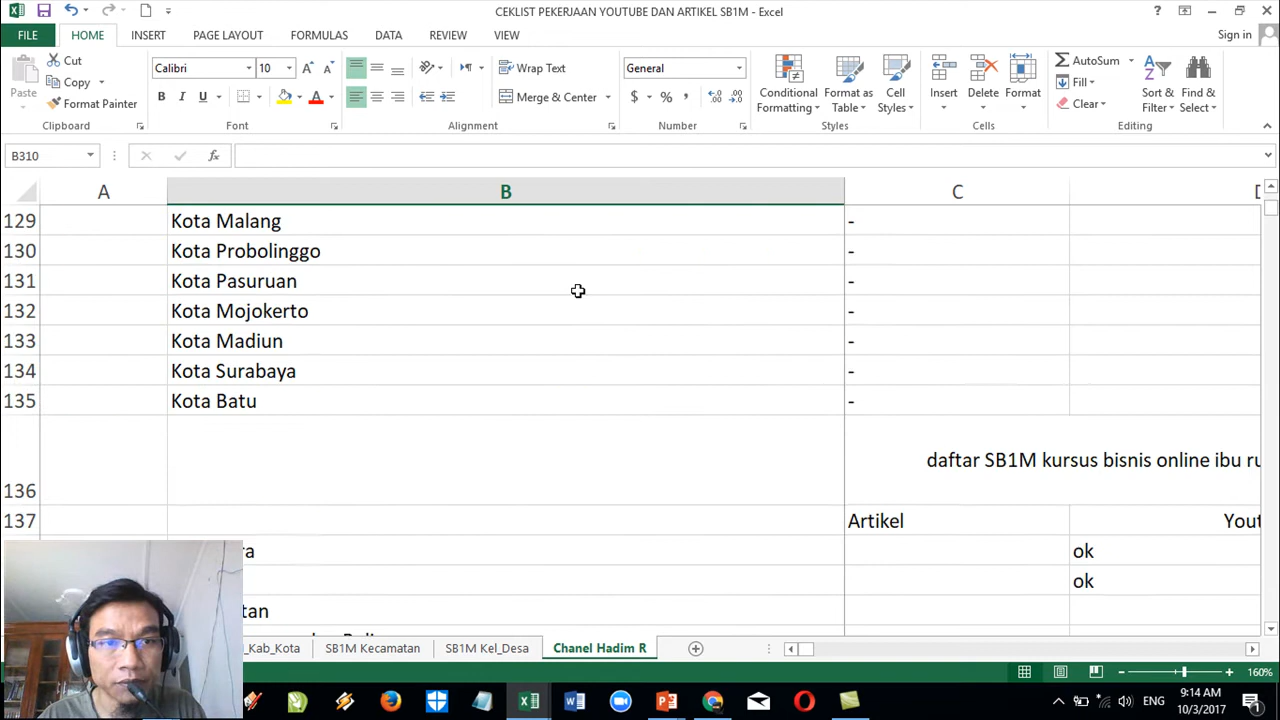 CEKLIST PEKERJAAN YOUTUBE DAN ARTIKEL SB1M - Excel
FILE HOME INSERT PAGE LAYOUT FORMULAS DATA REVIEW VIEW Sign in
Paste Cut Copy Format Painter Clipboard
Calibri 10 B I U A Font
Wrap Text Merge & Center Alignment
General $ % , Number
Conditional Formatting Format as Table Cell Styles Styles
Insert Delete Format Cells
AutoSum Fill Clear Sort & Filter Find & Select Editing
B310 fx
A B C
129 Kota Malang -
130 Kota Probolinggo -
131 Kota Pasuruan -
132 Kota Mojokerto -
133 Kota Madiun -
134 Kota Surabaya -
135 Kota Batu -
136 daftar SB1M kursus bisnis online ibu ru
137 Artikel Yout
ra ok
ok
tan
_Kab_Kota SB1M Kecamatan SB1M Kel_Desa Chanel Hadim R
160%
ENG 9:14 AM
10/3/2017